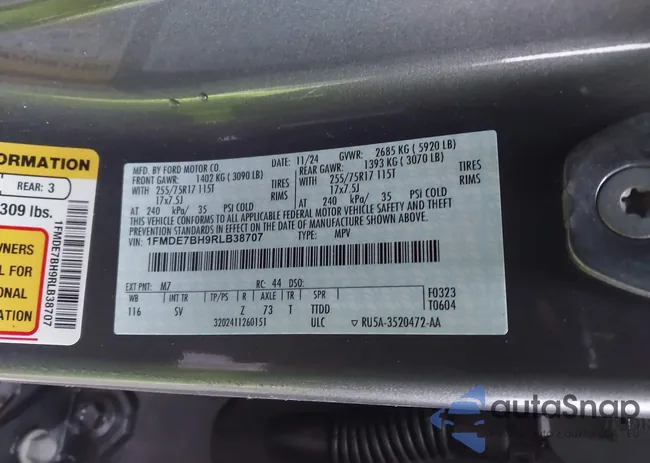 ORMATION
REAR: 3
309 lbs.
WNERS
L FOR
ONAL
ION
1FMDE7BH9RLB38707
MFD. BY FORD MOTOR CO.
DATE: 11/24 GVWR: 2685 KG ( 5920 LB)
FRONT GAWR: 1402 KG ( 3090 LB) REAR GAWR: 1393 KG ( 3070 LB)
WITH WITH
255/75R17 115T TIRES 255/75R17 115T TIRES
17x7.5J RIMS 17x7.5J RIMS
AT 240 kPa/ 35 PSI COLD AT 240 kPa/ 35 PSI COLD
THIS VEHICLE CONFORMS TO ALL APPLICABLE FEDERAL MOTOR VEHICLE SAFETY AND THEFT
PREVENTION STANDARDS IN EFFECT ON THE DATE OF MANUFACTURE SHOWN ABOVE.
VIN: 1FMDE7BH9RLB38707 TYPE: MPV
EXT PNT: M7 RC: 44 DSO: F0323
WB INT TR TP/PS R AXLE TR SPR T0604
116 SV Z 73 T TTDD
3202411260151 ULC RU5A-3520472-AA
autoSnap